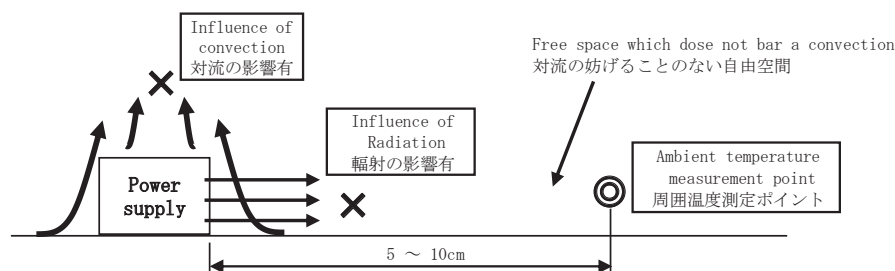 Influence of
convection
対流の影響有
Free space which dose not bar a convection
対流の妨げることのない自由空間
Influence of
Radiation
輻射の影響有
Ambient temperature
measurement point
周囲温度測定ポイント
Power
supply
5 ～ 10cm